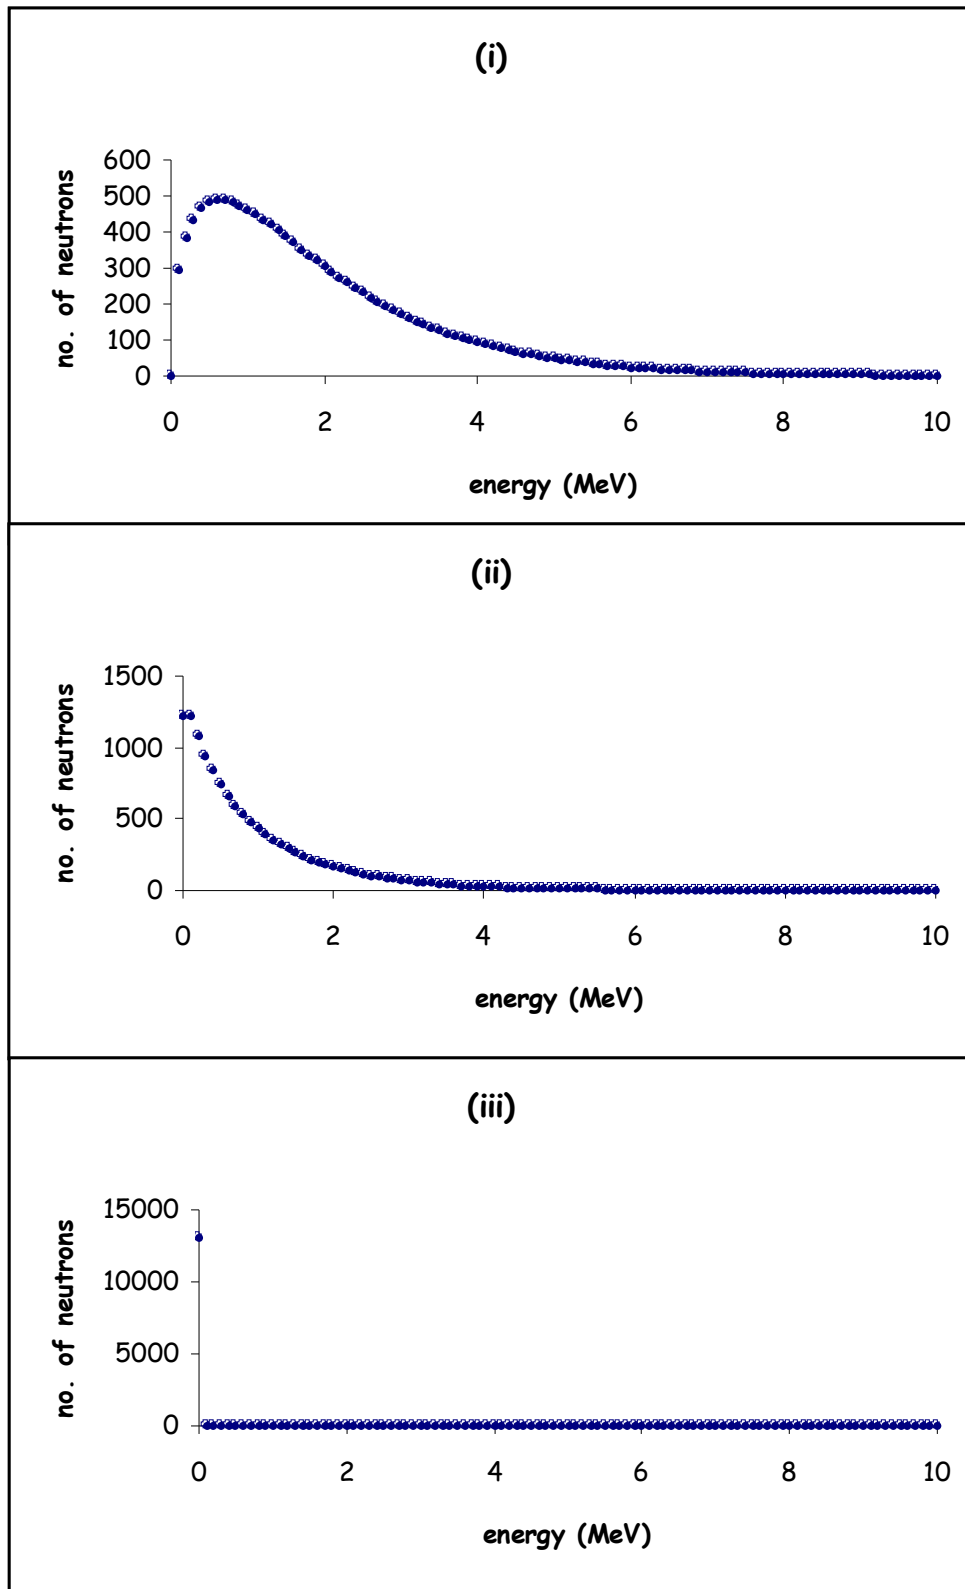 (i)
no. of neutrons
600
500
400
300
200
100
0
0 2 4 6 8 10
energy (MeV)
(ii)
no. of neutrons
1500
1000
500
0
0 2 4 6 8 10
energy (MeV)
(iii)
no. of neutrons
15000
10000
5000
0
0 2 4 6 8 10
energy (MeV)